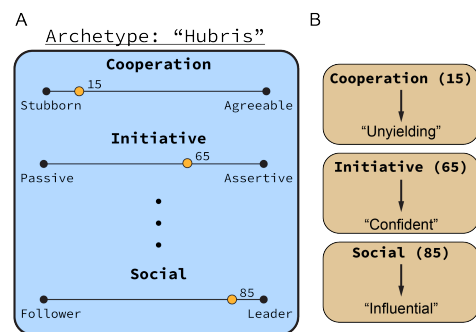 A
Archetype: “Hubris”
Cooperation
15
Stubborn Agreeable
Initiative
65
Passive Assertive
Social
85
Follower Leader
B
Cooperation (15)
“Unyielding”
Initiative (65)
“Confident”
Social (85)
“Influential”